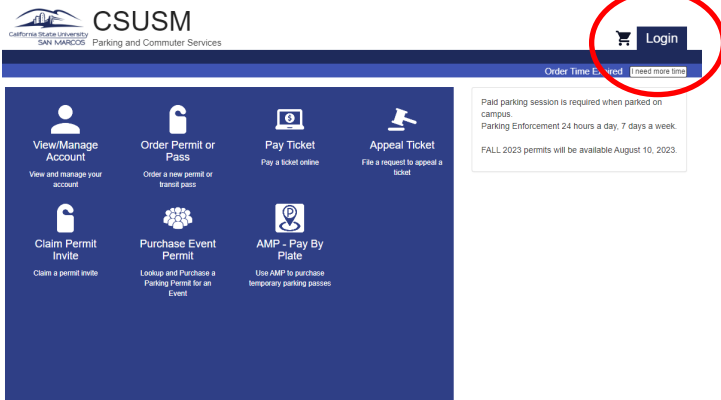 CSUSM
California State University
SAN MARCOS
Parking and Commuter Services
Login
Order Time Expired
I need more time
View/Manage
Account
View and manage your
account
Order Permit or
Pass
Order a new permit or
transit pass
Pay Ticket
Pay a ticket online
Appeal Ticket
File a request to appeal a
ticket
Claim Permit
Invite
Claim a permit invite
Purchase Event
Permit
Lookup and Purchase a
Parking Permit for an
Event
P
AMP - Pay By
Plate
Use AMP to purchase
temporary parking passes
Paid parking session is required when parked on
campus.
Parking Enforcement 24 hours a day, 7 days a week.
FALL 2023 permits will be available August 10, 2023.